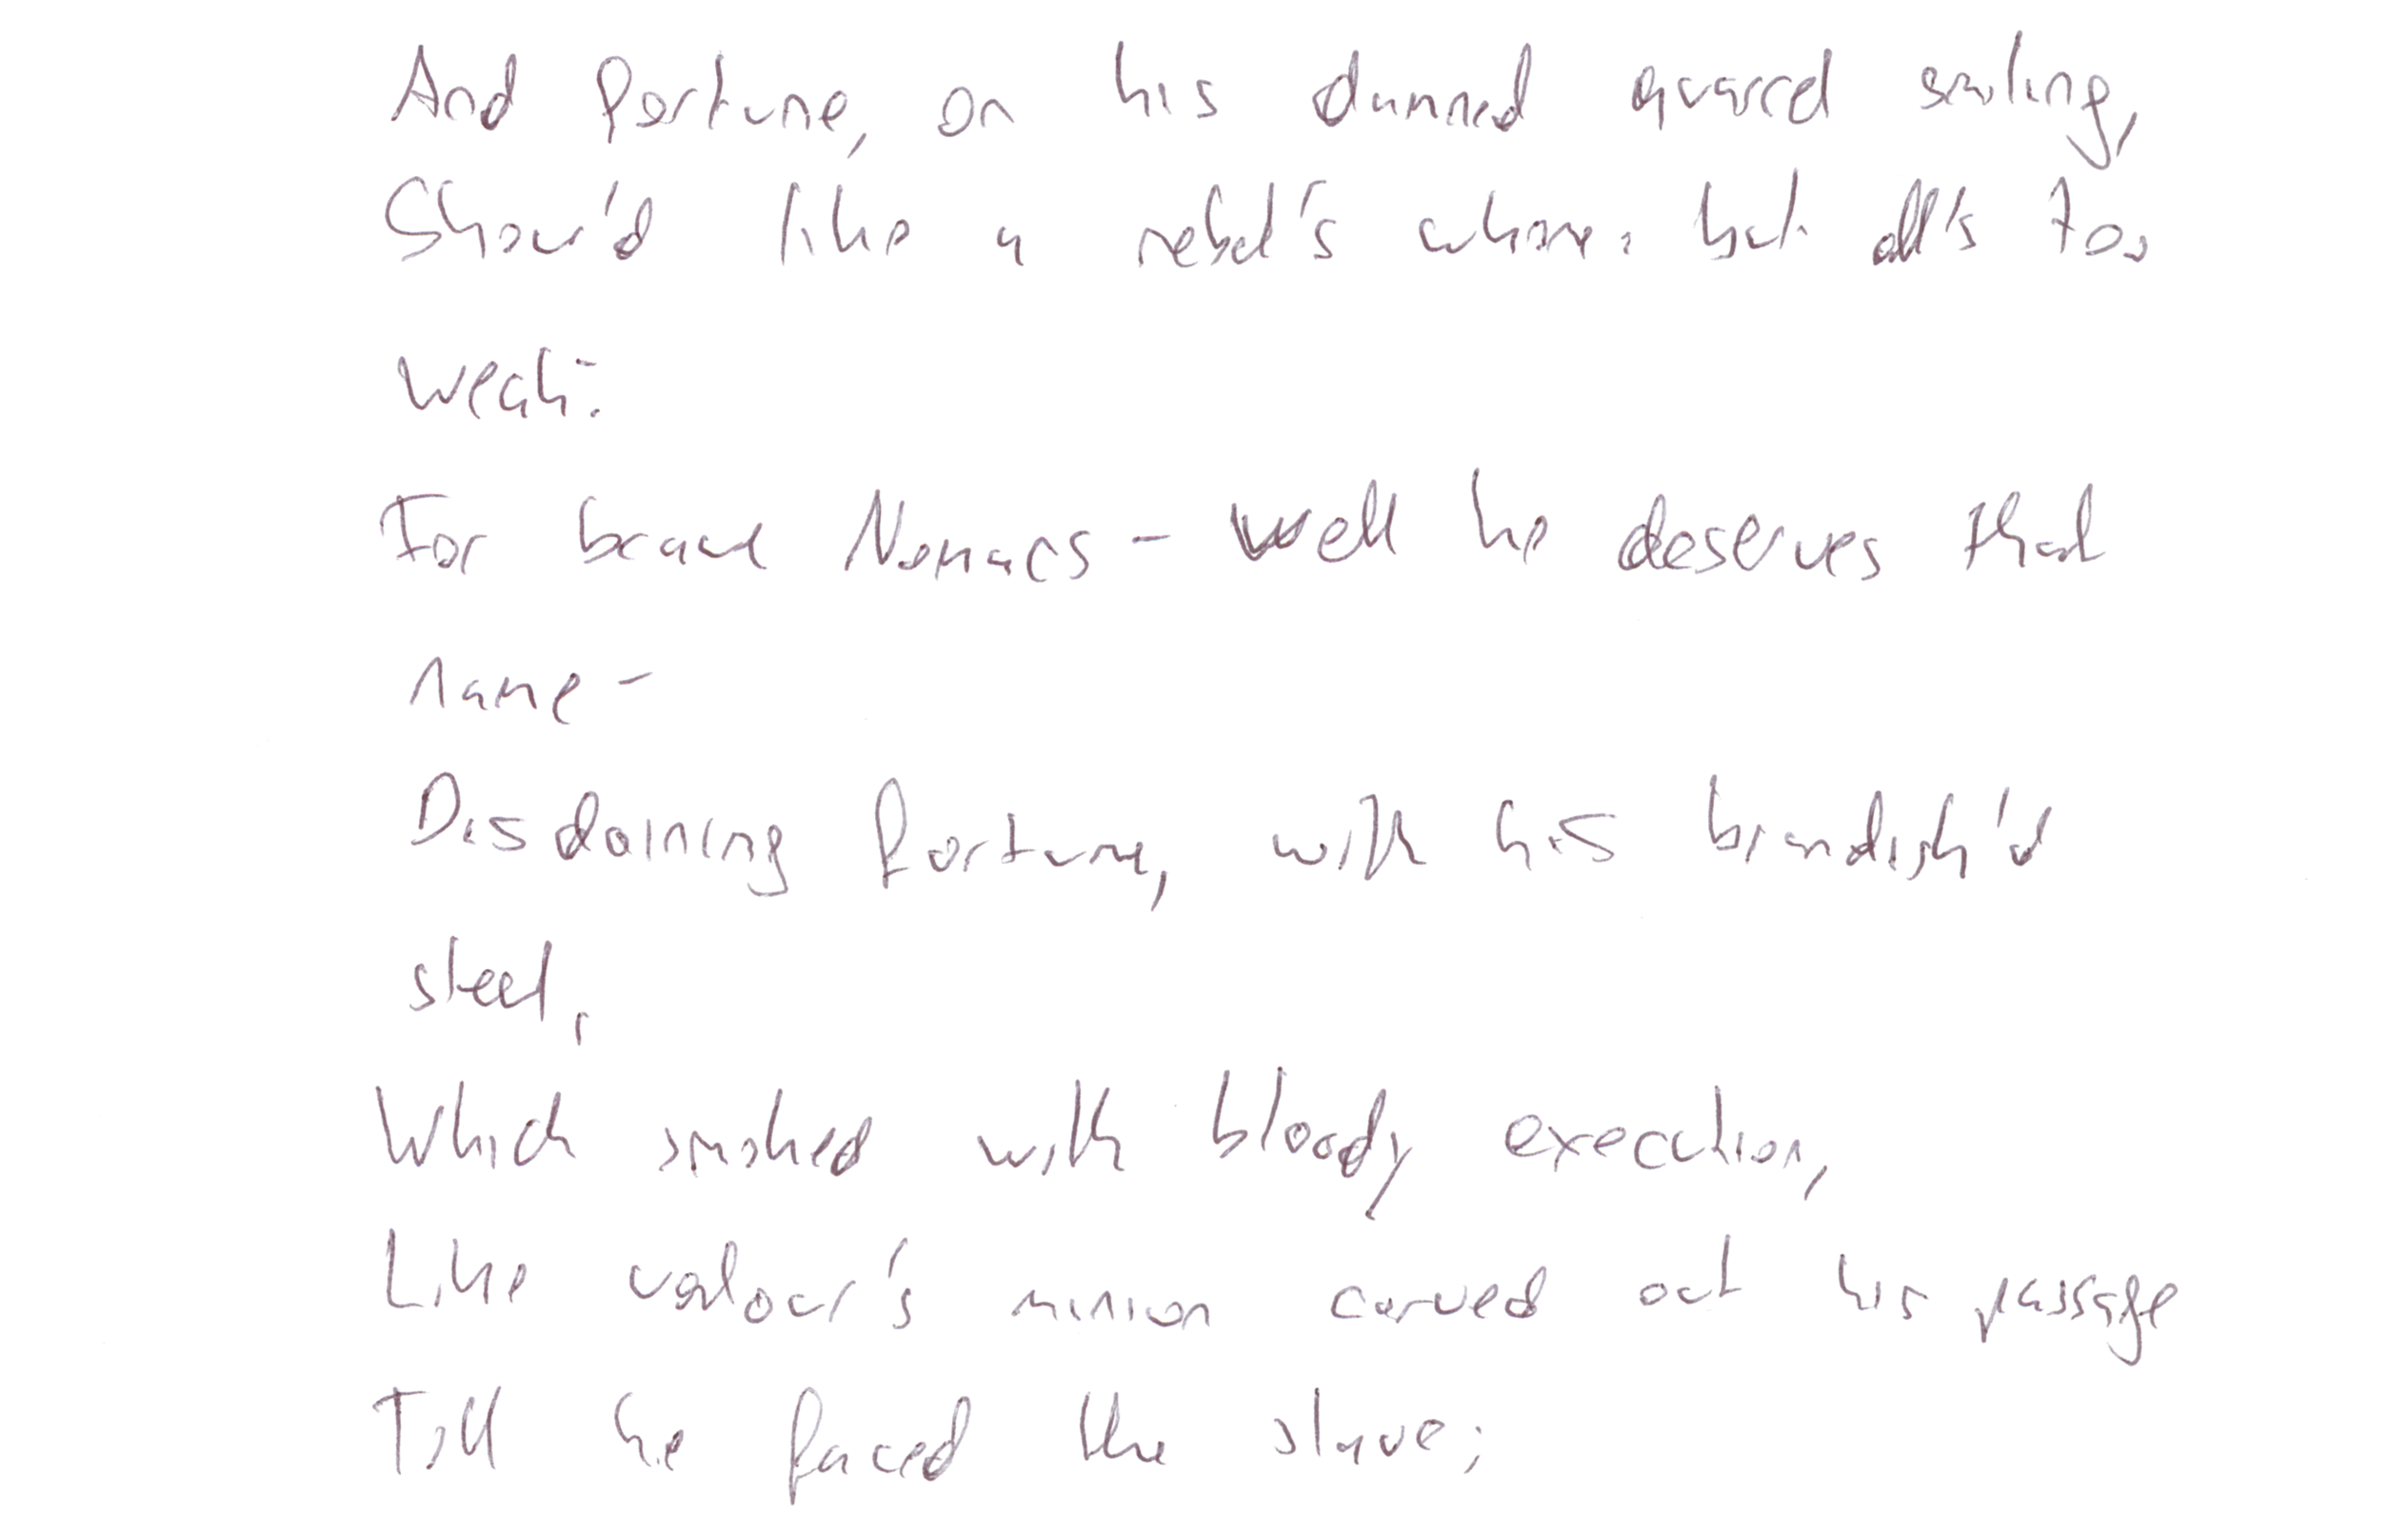 And fortune, on his damned quarrel smiling,
Show'd like a rebel's whore: but all's too
weak:
For brave Nomacs - well he deserves that
name -
Disdaining fortune, with his brandish'd
steel,
Which smoked with bloody execution,
Like valour's minion carved out his passage
Till he faced the slave;